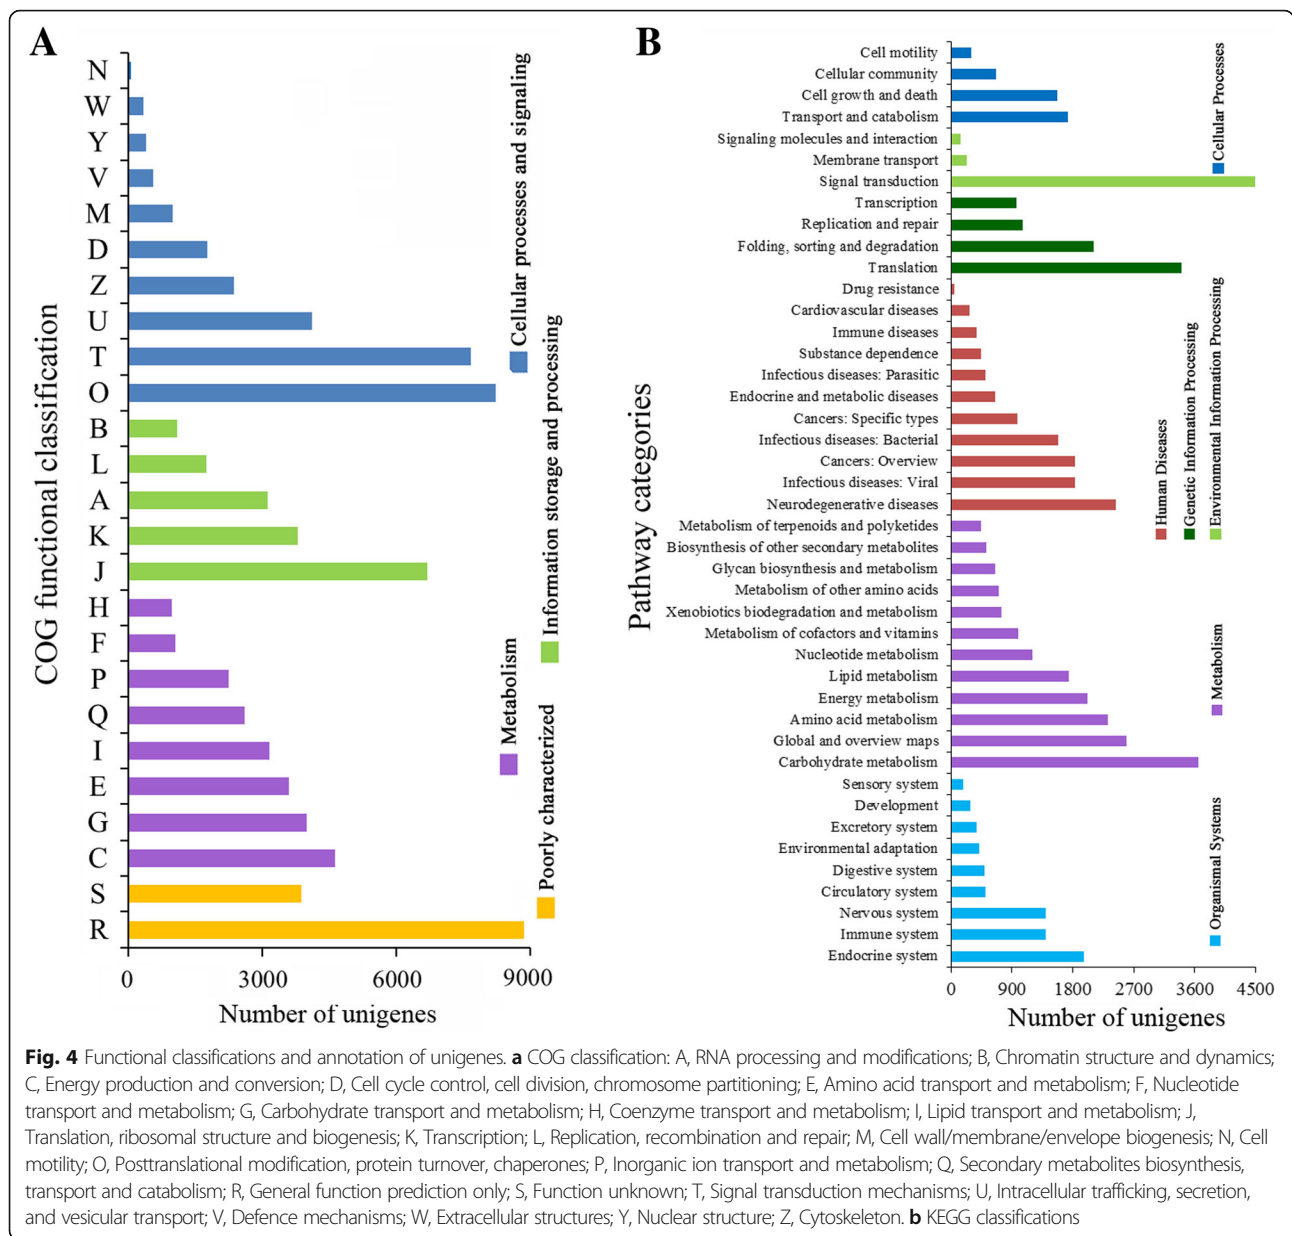 A
N
W
Y
V
M
D
Z
U
T
O
B
L
A
K
J
H
F
P
Q
I
E
G
C
S
R
COG functional classification
0
3000
6000
9000
Number of unigenes
Cellular processes and signaling
Information storage and processing
Metabolism
Poorly characterized
B
Cell motility
Cellular community
Cell growth and death
Transport and catabolism
Signaling molecules and interaction
Membrane transport
Signal transduction
Transcription
Replication and repair
Folding, sorting and degradation
Translation
Drug resistance
Cardiovascular diseases
Immune diseases
Substance dependence
Infectious diseases: Parasitic
Endocrine and metabolic diseases
Cancers: Specific types
Infectious diseases: Bacterial
Cancers: Overview
Infectious diseases: Viral
Neurodegenerative diseases
Metabolism of terpenoids and polyketides
Biosynthesis of other secondary metabolites
Glycan biosynthesis and metabolism
Metabolism of other amino acids
Xenobiotics biodegradation and metabolism
Metabolism of cofactors and vitamins
Nucleotide metabolism
Lipid metabolism
Energy metabolism
Amino acid metabolism
Global and overview maps
Carbohydrate metabolism
Sensory system
Development
Excretory system
Environmental adaptation
Digestive system
Circulatory system
Nervous system
Immune system
Endocrine system
Pathway categories
0
900
1800
2700
3600
4500
Number of unigenes
Cellular Processes
Human Diseases
Genetic Information Processing
Environmental Information Processing
Metabolism
Organismal Systems
Fig. 4 Functional classifications and annotation of unigenes. a COG classification: A, RNA processing and modifications; B, Chromatin structure and dynamics;
C, Energy production and conversion; D, Cell cycle control, cell division, chromosome partitioning; E, Amino acid transport and metabolism; F, Nucleotide
transport and metabolism; G, Carbohydrate transport and metabolism; H, Coenzyme transport and metabolism; I, Lipid transport and metabolism; J,
Translation, ribosomal structure and biogenesis; K, Transcription; L, Replication, recombination and repair; M, Cell wall/membrane/envelope biogenesis; N, Cell
motility; O, Posttranslational modification, protein turnover, chaperones; P, Inorganic ion transport and metabolism; Q, Secondary metabolites biosynthesis,
transport and catabolism; R, General function prediction only; S, Function unknown; T, Signal transduction mechanisms; U, Intracellular trafficking, secretion,
and vesicular transport; V, Defence mechanisms; W, Extracellular structures; Y, Nuclear structure; Z, Cytoskeleton. b KEGG classifications